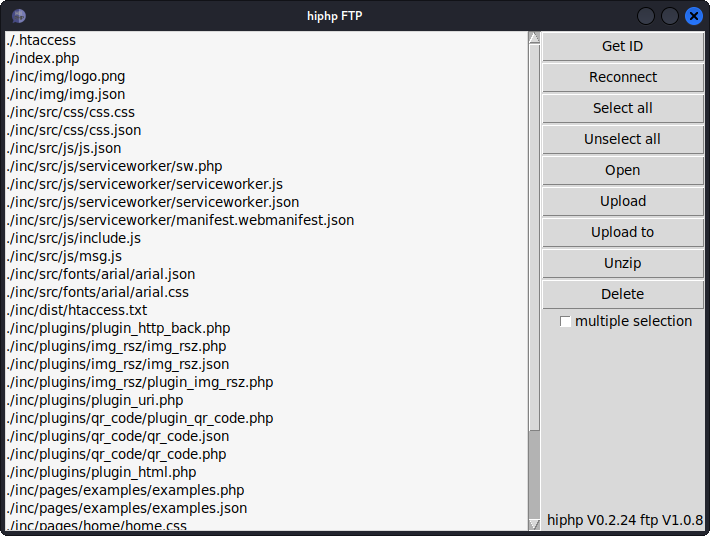 hiphp FTP
./.htaccess
./index.php
./inc/img/logo.png
./inc/img/img.json
./inc/src/css/css.css
./inc/src/css/css.json
./inc/src/js/js.json
./inc/src/js/serviceworker/sw.php
./inc/src/js/serviceworker/serviceworker.js
./inc/src/js/serviceworker/serviceworker.json
./inc/src/js/serviceworker/manifest.webmanifest.json
./inc/src/js/include.js
./inc/src/js/msg.js
./inc/src/fonts/arial/arial.json
./inc/src/fonts/arial/arial.css
./inc/dist/htaccess.txt
./inc/plugins/plugin_http_back.php
./inc/plugins/img_rsz/img_rsz.php
./inc/plugins/img_rsz/img_rsz.json
./inc/plugins/img_rsz/plugin_img_rsz.php
./inc/plugins/plugin_uri.php
./inc/plugins/qr_code/plugin_qr_code.php
./inc/plugins/qr_code/qr_code.json
./inc/plugins/qr_code/qr_code.php
./inc/plugins/plugin_html.php
./inc/pages/examples/examples.php
./inc/pages/examples/examples.json
./inc/pages/home/home.css
Get ID
Reconnect
Select all
Unselect all
Open
Upload
Upload to
Unzip
Delete
multiple selection
hiphp V0.2.24 ftp V1.0.8